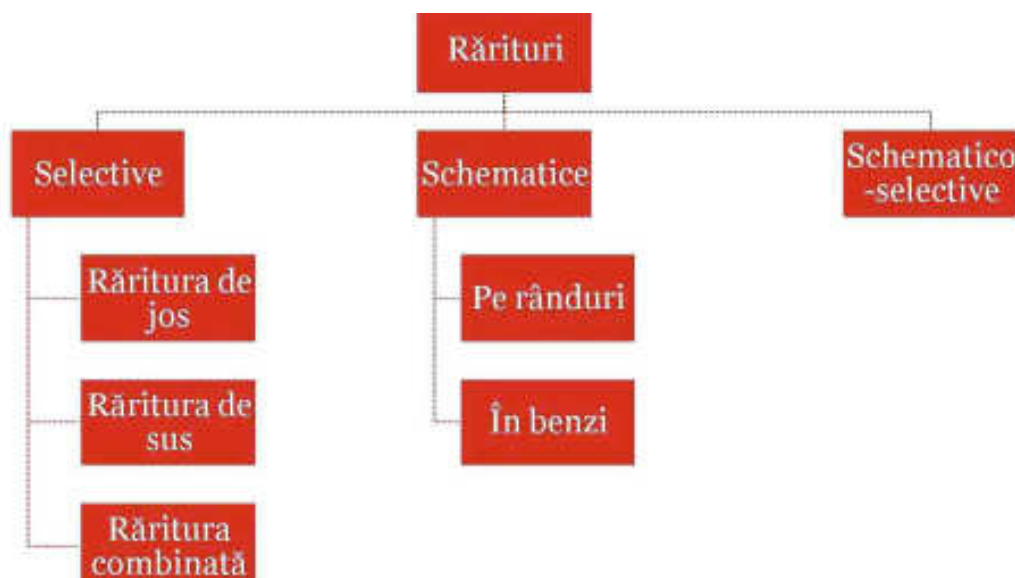 Rărituri
Selective
Schematice
Schematico
-selective
Răritura de
jos
Pe rânduri
Răritura de
sus
În benzi
Răritura
combinată